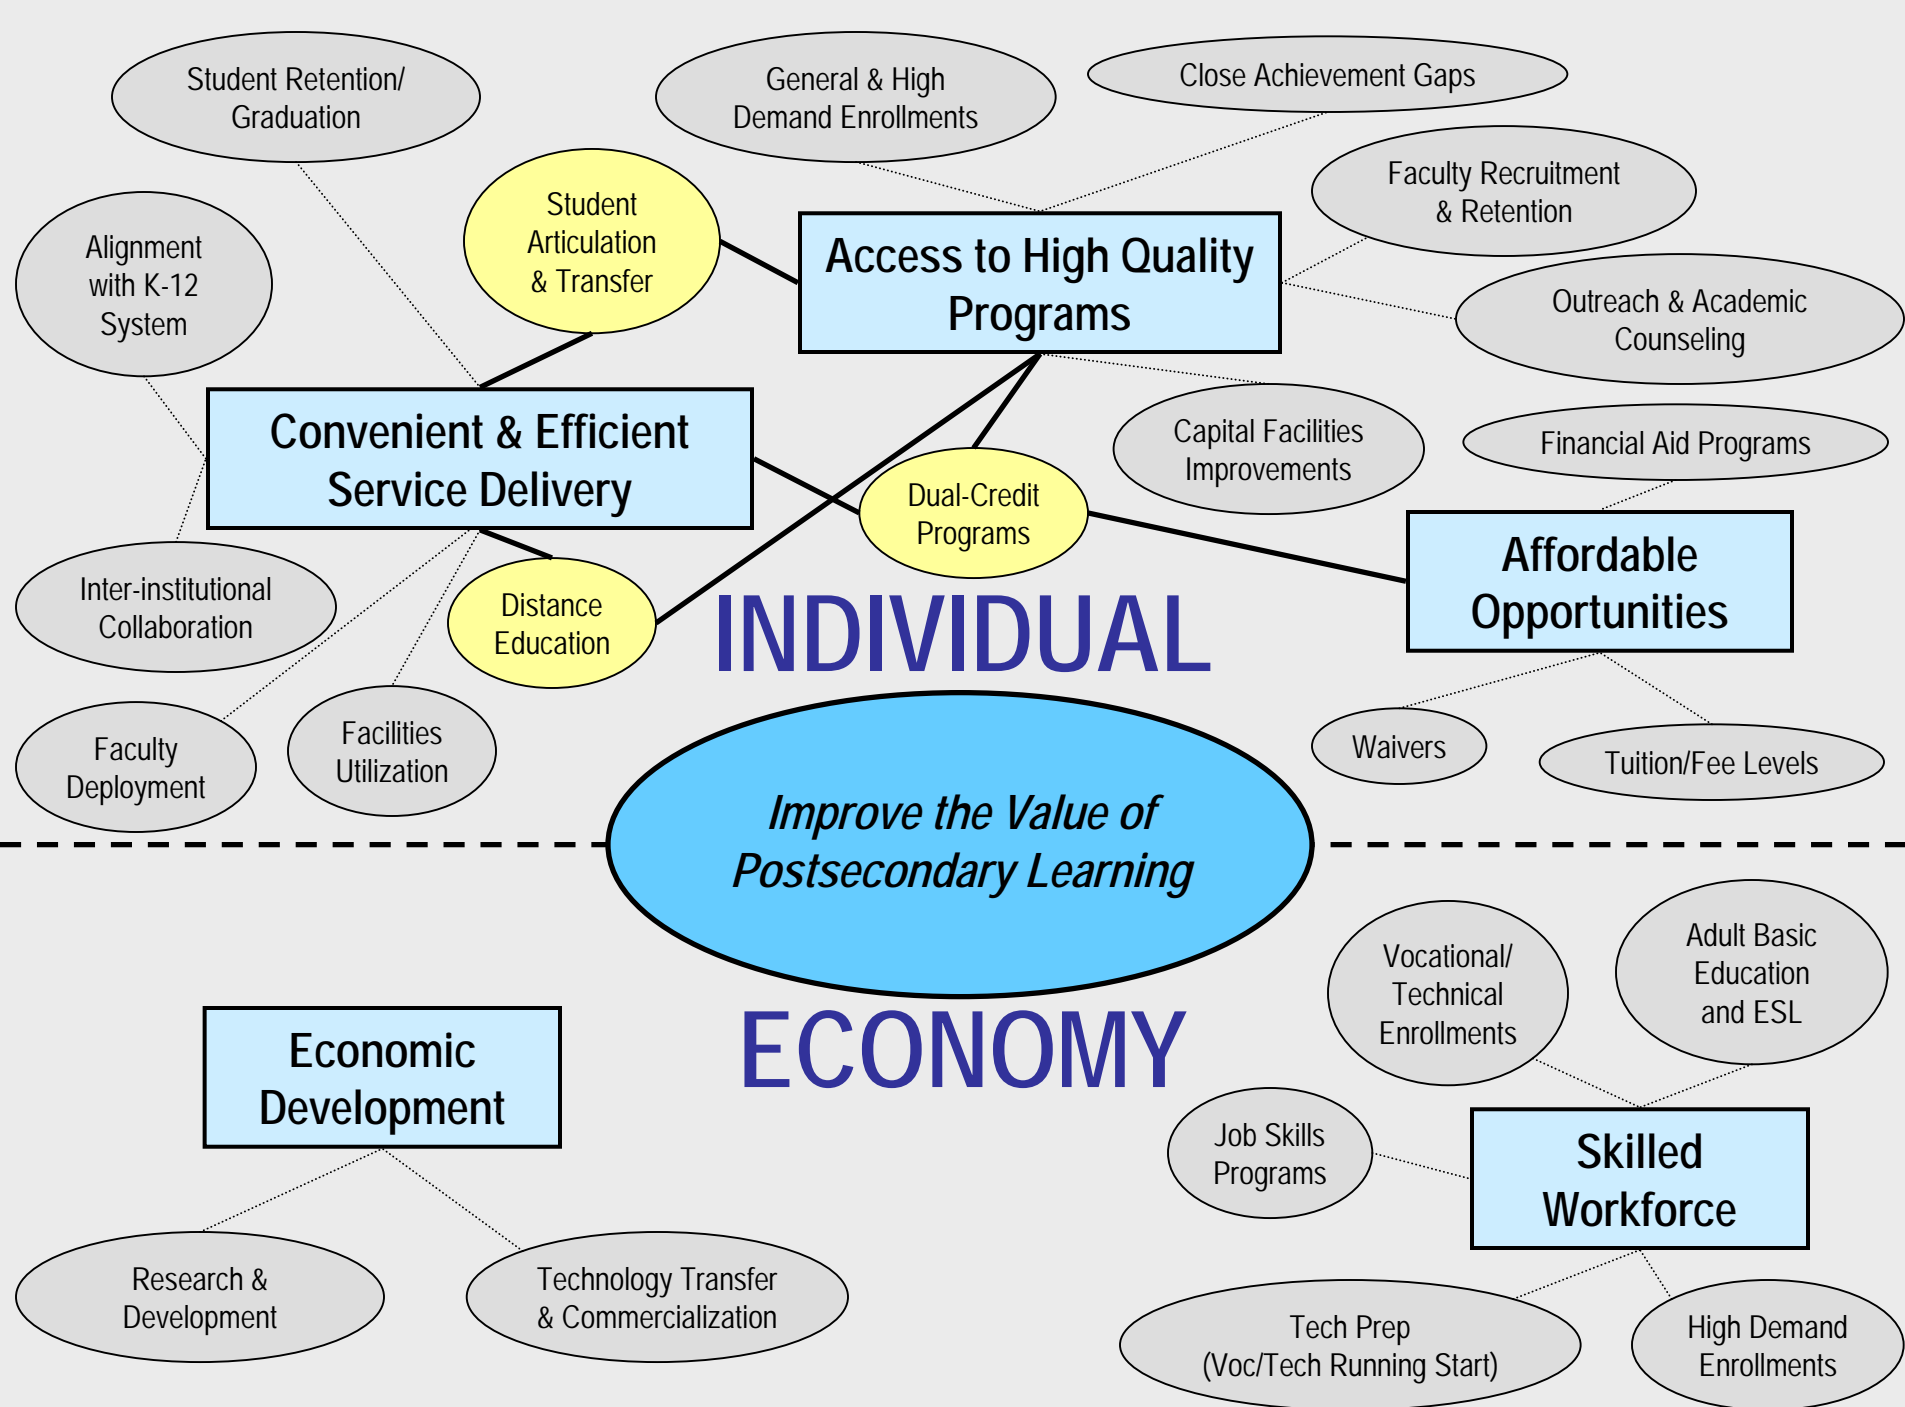 Student Retention/
Graduation
General & High
Demand Enrollments
Close Achievement Gaps
Faculty Recruitment
& Retention
Student
Articulation
& Transfer
Alignment
with K-12
System
Access to High Quality
Programs
Outreach & Academic
Counseling
Convenient & Efficient
Service Delivery
Capital Facilities
Improvements
Financial Aid Programs
Dual-Credit
Programs
Affordable
Opportunities
Inter-institutional
Collaboration
Distance
Education
INDIVIDUAL
Faculty
Deployment
Facilities
Utilization
Waivers
Tuition/Fee Levels
Improve the Value of
Postsecondary Learning
Vocational/
Technical
Enrollments
Adult Basic
Education
and ESL
ECONOMY
Economic
Development
Job Skills
Programs
Skilled
Workforce
Research &
Development
Technology Transfer
& Commercialization
Tech Prep
(Voc/Tech Running Start)
High Demand
Enrollments